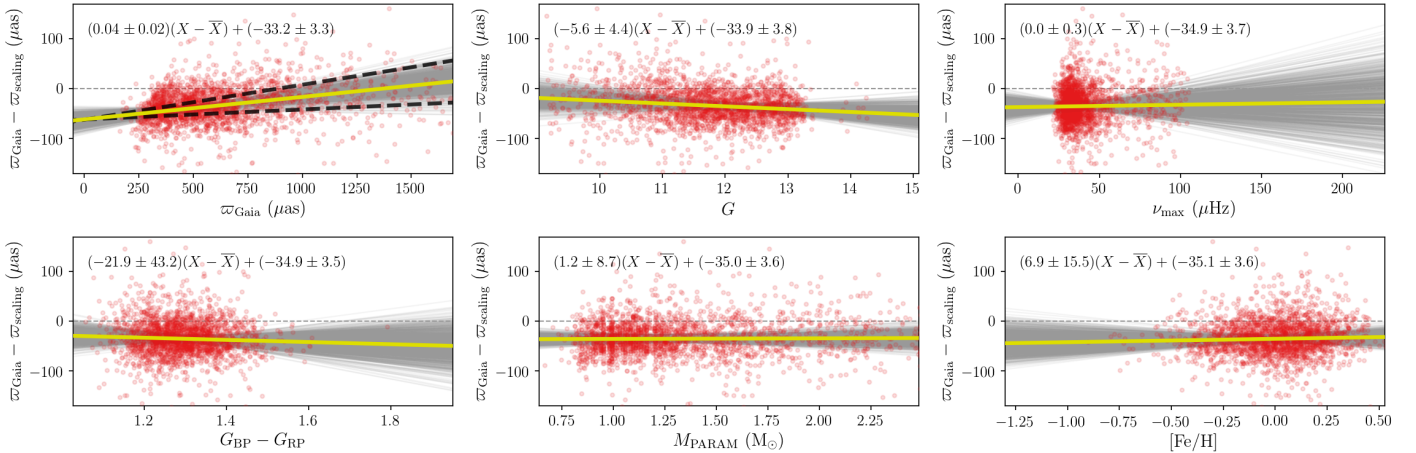 (0.04 ± 0.02)(X − X̅) + (−33.2 ± 3.3)
ϖGaia − ϖscaling (μas)
100
0
−100
0 250 500 750 1000 1250 1500
ϖGaia (μas)
(−5.6 ± 4.4)(X − X̅) + (−33.9 ± 3.8)
ϖGaia − ϖscaling (μas)
100
0
−100
10 11 12 13 14 15
G
(0.0 ± 0.3)(X − X̅) + (−34.9 ± 3.7)
ϖGaia − ϖscaling (μas)
100
0
−100
0 50 100 150 200
νmax (μHz)
(−21.9 ± 43.2)(X − X̅) + (−34.9 ± 3.5)
ϖGaia − ϖscaling (μas)
100
0
−100
1.2 1.4 1.6 1.8
GBP − GRP
(1.2 ± 8.7)(X − X̅) + (−35.0 ± 3.6)
ϖGaia − ϖscaling (μas)
100
0
−100
0.75 1.00 1.25 1.50 1.75 2.00 2.25
MPARAM (M⊙)
(6.9 ± 15.5)(X − X̅) + (−35.1 ± 3.6)
ϖGaia − ϖscaling (μas)
100
0
−100
−1.25 −1.00 −0.75 −0.50 −0.25 0.00 0.25 0.50
[Fe/H]